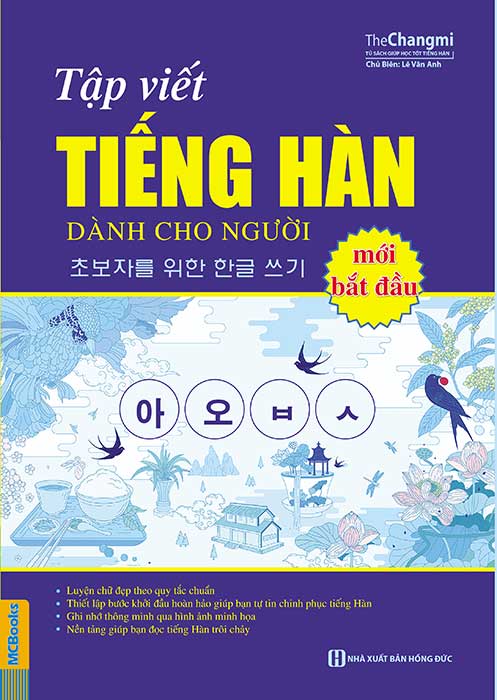 TheChangmi
TỦ SÁCH GIÚP HỌC TỐT TIẾNG HÀN
Chủ Biên: Lê Vân Anh
Tập viết
TIẾNG HÀN
DÀNH CHO NGƯỜI
초보자를 위한 한글 쓰기
mới
bắt đầu
아 오 ㅂ ㅅ
• Luyện chữ đẹp theo quy tắc chuẩn
• Thiết lập bước khởi đầu hoàn hảo giúp bạn tự tin chinh phục tiếng Hàn
• Ghi nhớ thông minh qua hình ảnh minh họa
• Nền tảng giúp bạn đọc tiếng Hàn trôi chảy
MCBooks
NHÀ XUẤT BẢN HỒNG ĐỨC